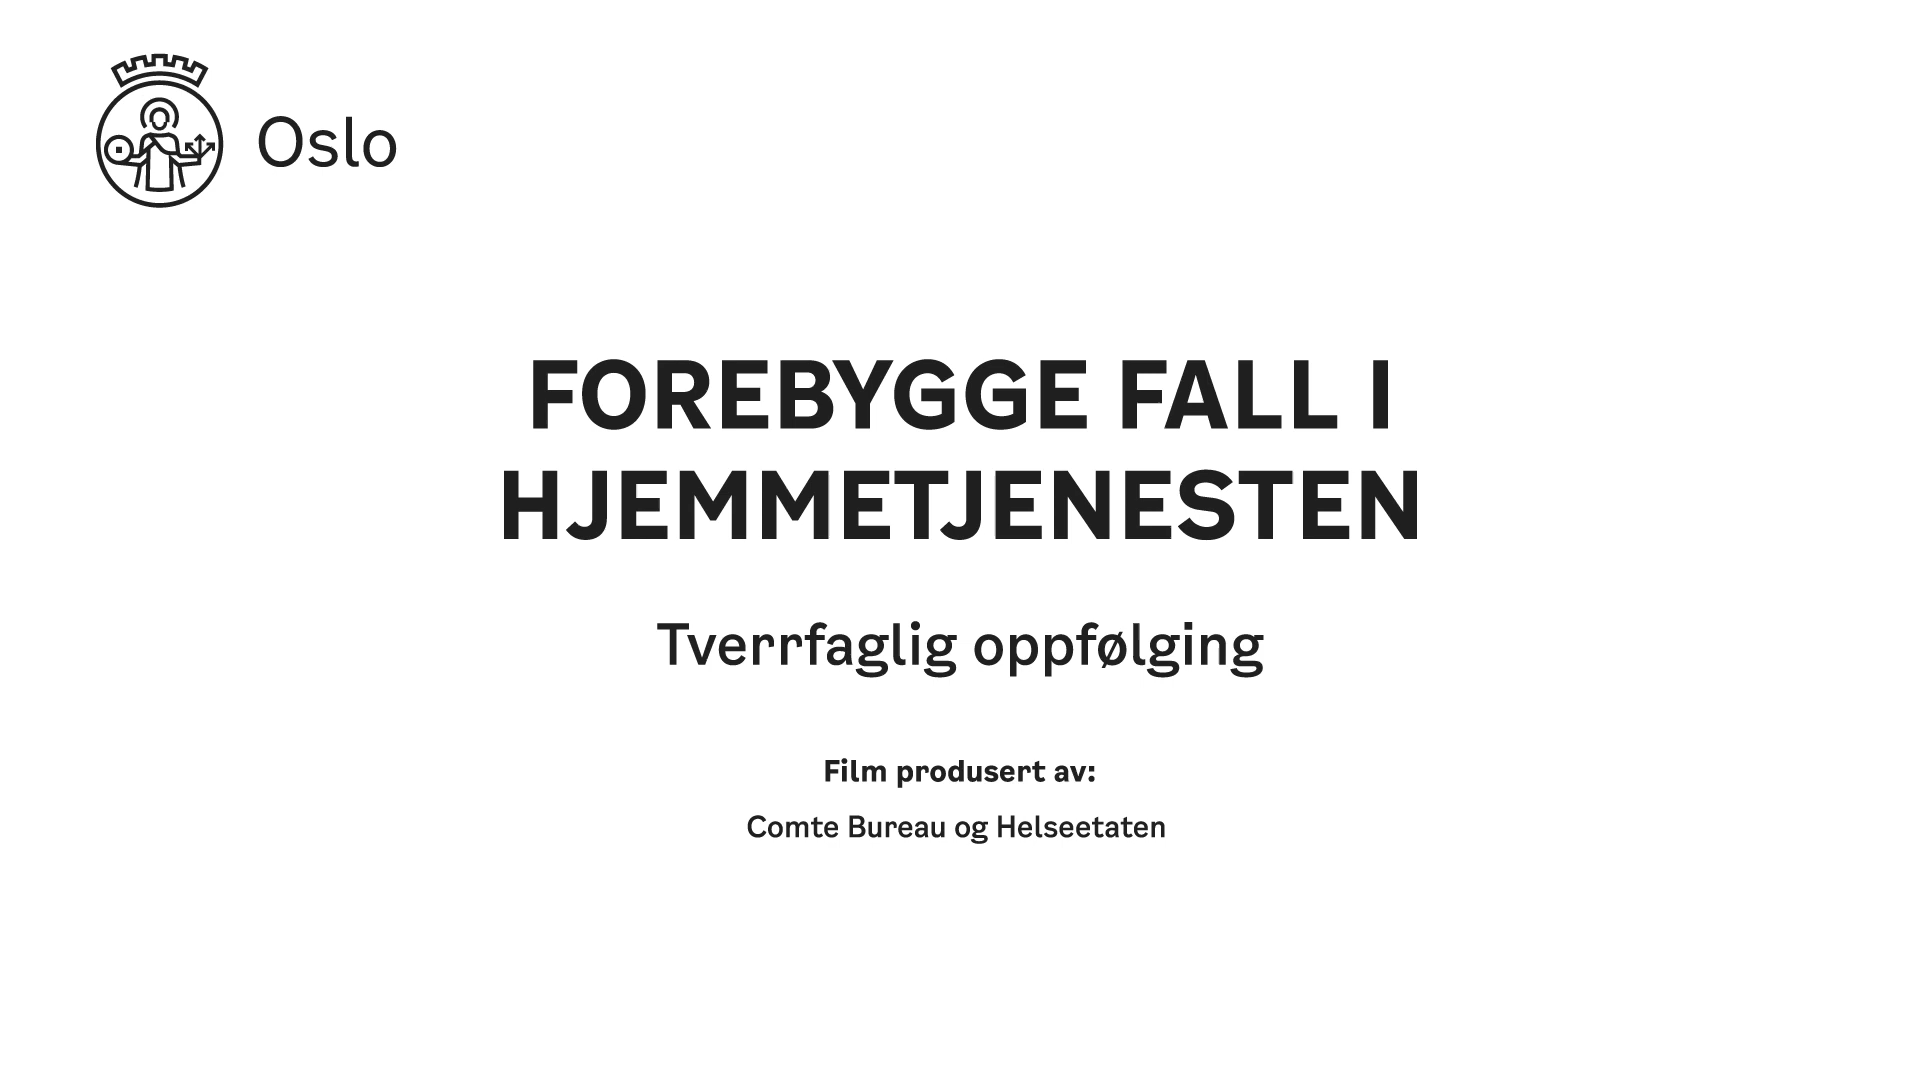 Oslo
FOREBYGGE FALL I
HJEMMETJENESTEN
Tverrfaglig oppfølging
Film produsert av:
Comte Bureau og Helseetaten